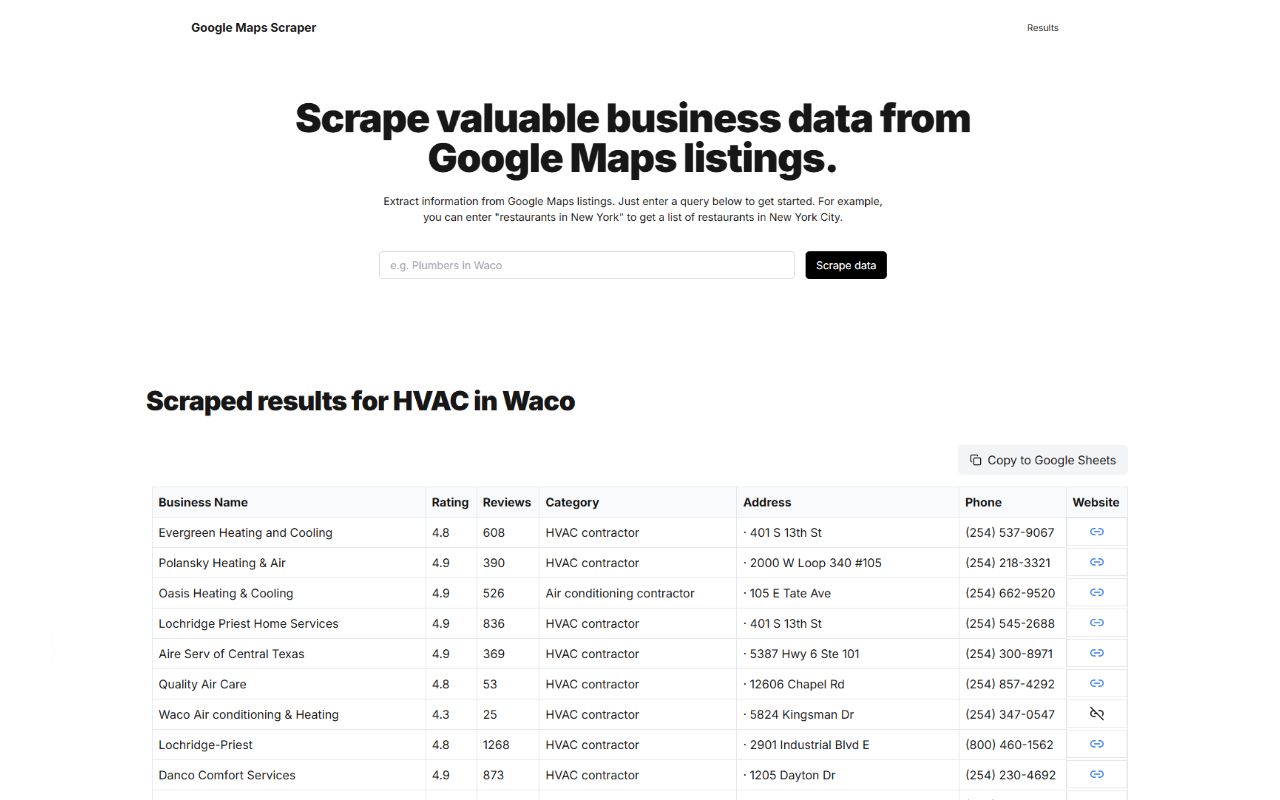 Google Maps Scraper
Results
Scrape valuable business data from
Google Maps listings.
Extract information from Google Maps listings. Just enter a query below to get started. For example,
you can enter "restaurants in New York" to get a list of restaurants in New York City.
e.g. Plumbers in Waco
Scrape data
Scraped results for HVAC in Waco
Copy to Google Sheets
Business Name Rating Reviews Category Address Phone Website
Evergreen Heating and Cooling 4.8 608 HVAC contractor · 401 S 13th St (254) 537-9067
Polansky Heating & Air 4.9 390 HVAC contractor · 2000 W Loop 340 #105 (254) 218-3321
Oasis Heating & Cooling 4.9 526 Air conditioning contractor · 105 E Tate Ave (254) 662-9520
Lochridge Priest Home Services 4.9 836 HVAC contractor · 401 S 13th St (254) 545-2688
Aire Serv of Central Texas 4.9 369 HVAC contractor · 5387 Hwy 6 Ste 101 (254) 300-8971
Quality Air Care 4.8 53 HVAC contractor · 12606 Chapel Rd (254) 857-4292
Waco Air conditioning & Heating 4.3 25 HVAC contractor · 5824 Kingsman Dr (254) 347-0547
Lochridge-Priest 4.8 1268 HVAC contractor · 2901 Industrial Blvd E (800) 460-1562
Danco Comfort Services 4.9 873 HVAC contractor · 1205 Dayton Dr (254) 230-4692